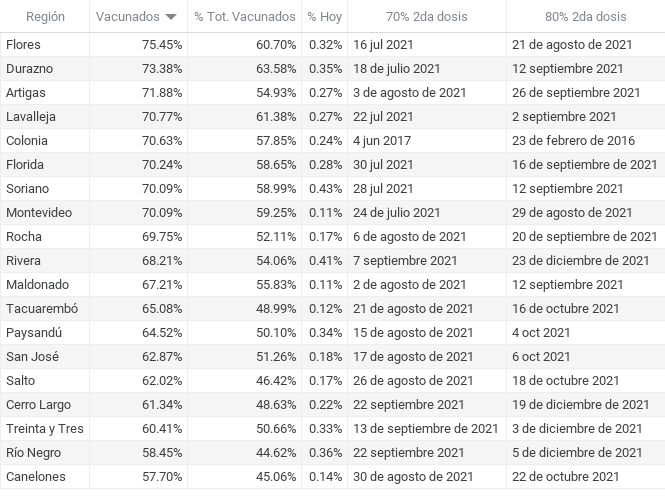 Región Vacunados % Tot. Vacunados % Hoy 70% 2da dosis 80% 2da dosis
Flores 75.45% 60.70% 0.32% 16 jul 2021 21 de agosto de 2021
Durazno 73.38% 63.58% 0.35% 18 de julio 2021 12 septiembre 2021
Artigas 71.88% 54.93% 0.27% 3 de agosto de 2021 26 de septiembre 2021
Lavalleja 70.77% 61.38% 0.27% 22 jul 2021 2 septiembre 2021
Colonia 70.63% 57.85% 0.24% 4 jun 2017 23 de febrero de 2016
Florida 70.24% 58.65% 0.28% 30 jul 2021 16 de septiembre de 2021
Soriano 70.09% 58.99% 0.43% 28 jul 2021 12 septiembre 2021
Montevideo 70.09% 59.25% 0.11% 24 de julio 2021 29 de agosto de 2021
Rocha 69.75% 52.11% 0.17% 6 de agosto de 2021 20 de septiembre de 2021
Rivera 68.21% 54.06% 0.41% 7 septiembre 2021 23 de diciembre de 2021
Maldonado 67.21% 55.83% 0.11% 2 de agosto de 2021 12 septiembre 2021
Tacuarembó 65.08% 48.99% 0.12% 21 de agosto de 2021 16 de octubre 2021
Paysandú 64.52% 50.10% 0.34% 15 de agosto de 2021 4 oct 2021
San José 62.87% 51.26% 0.18% 17 de agosto de 2021 6 oct 2021
Salto 62.02% 46.42% 0.17% 26 de agosto de 2021 18 de octubre 2021
Cerro Largo 61.34% 48.63% 0.22% 22 septiembre 2021 19 de diciembre de 2021
Treinta y Tres 60.41% 50.66% 0.33% 13 de septiembre de 2021 3 de diciembre de 2021
Río Negro 58.45% 44.62% 0.36% 22 septiembre 2021 5 de diciembre de 2021
Canelones 57.70% 45.06% 0.14% 30 de agosto de 2021 22 de octubre 2021